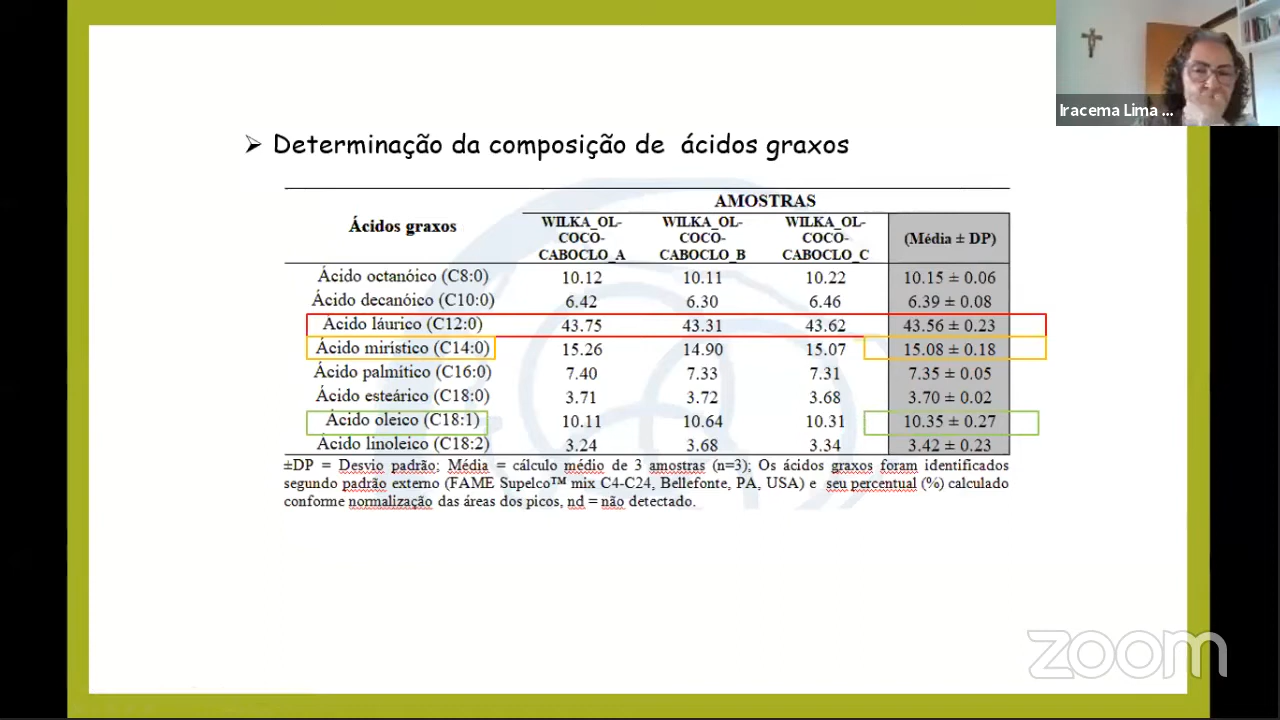 Iracema Lima ...
➢ Determinação da composição de ácidos graxos
Ácidos graxos
AMOSTRAS
WILKA_OL-COCO-CABOCLO_A WILKA_OL-COCO-CABOCLO_B WILKA_OL-COCO-CABOCLO_C (Média ± DP)
Ácido octanóico (C8:0) 10.12 10.11 10.22 10.15 ± 0.06
Ácido decanóico (C10:0) 6.42 6.30 6.46 6.39 ± 0.08
Ácido láurico (C12:0) 43.75 43.31 43.62 43.56 ± 0.23
Ácido mirístico (C14:0) 15.26 14.90 15.07 15.08 ± 0.18
Ácido palmítico (C16:0) 7.40 7.33 7.31 7.35 ± 0.05
Ácido esteárico (C18:0) 3.71 3.72 3.68 3.70 ± 0.02
Ácido oleico (C18:1) 10.11 10.64 10.31 10.35 ± 0.27
Ácido linoleico (C18:2) 3.24 3.68 3.34 3.42 ± 0.23
±DP = Desvio padrão; Média = cálculo médio de 3 amostras (n=3); Os ácidos graxos foram identificados
segundo padrão externo (FAME Supelco™ mix C4-C24, Bellefonte, PA, USA) e seu percentual (%) calculado
conforme normalização das áreas dos picos, nd = não detectado.
zoom